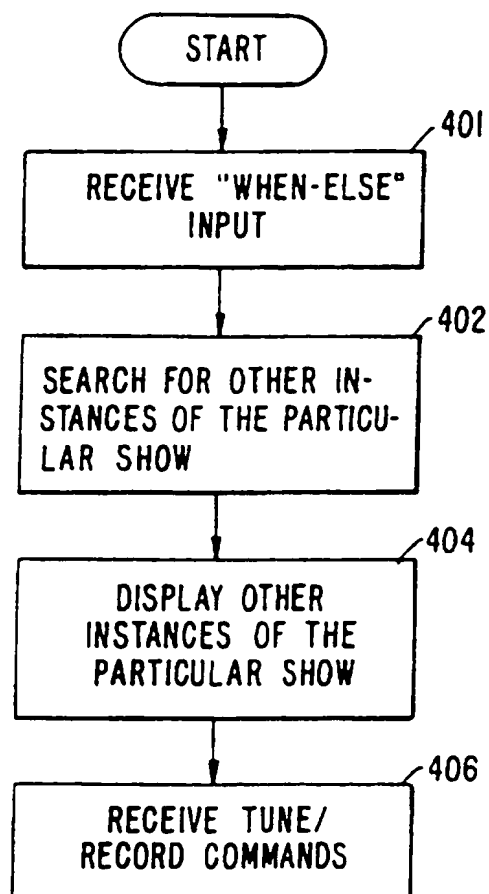 START
401
RECEIVE "WHEN-ELSE"
INPUT
402
SEARCH FOR OTHER IN-
STANCES OF THE PARTICU-
LAR SHOW
404
DISPLAY OTHER
INSTANCES OF THE
PARTICULAR SHOW
406
RECEIVE TUNE/
RECORD COMMANDS